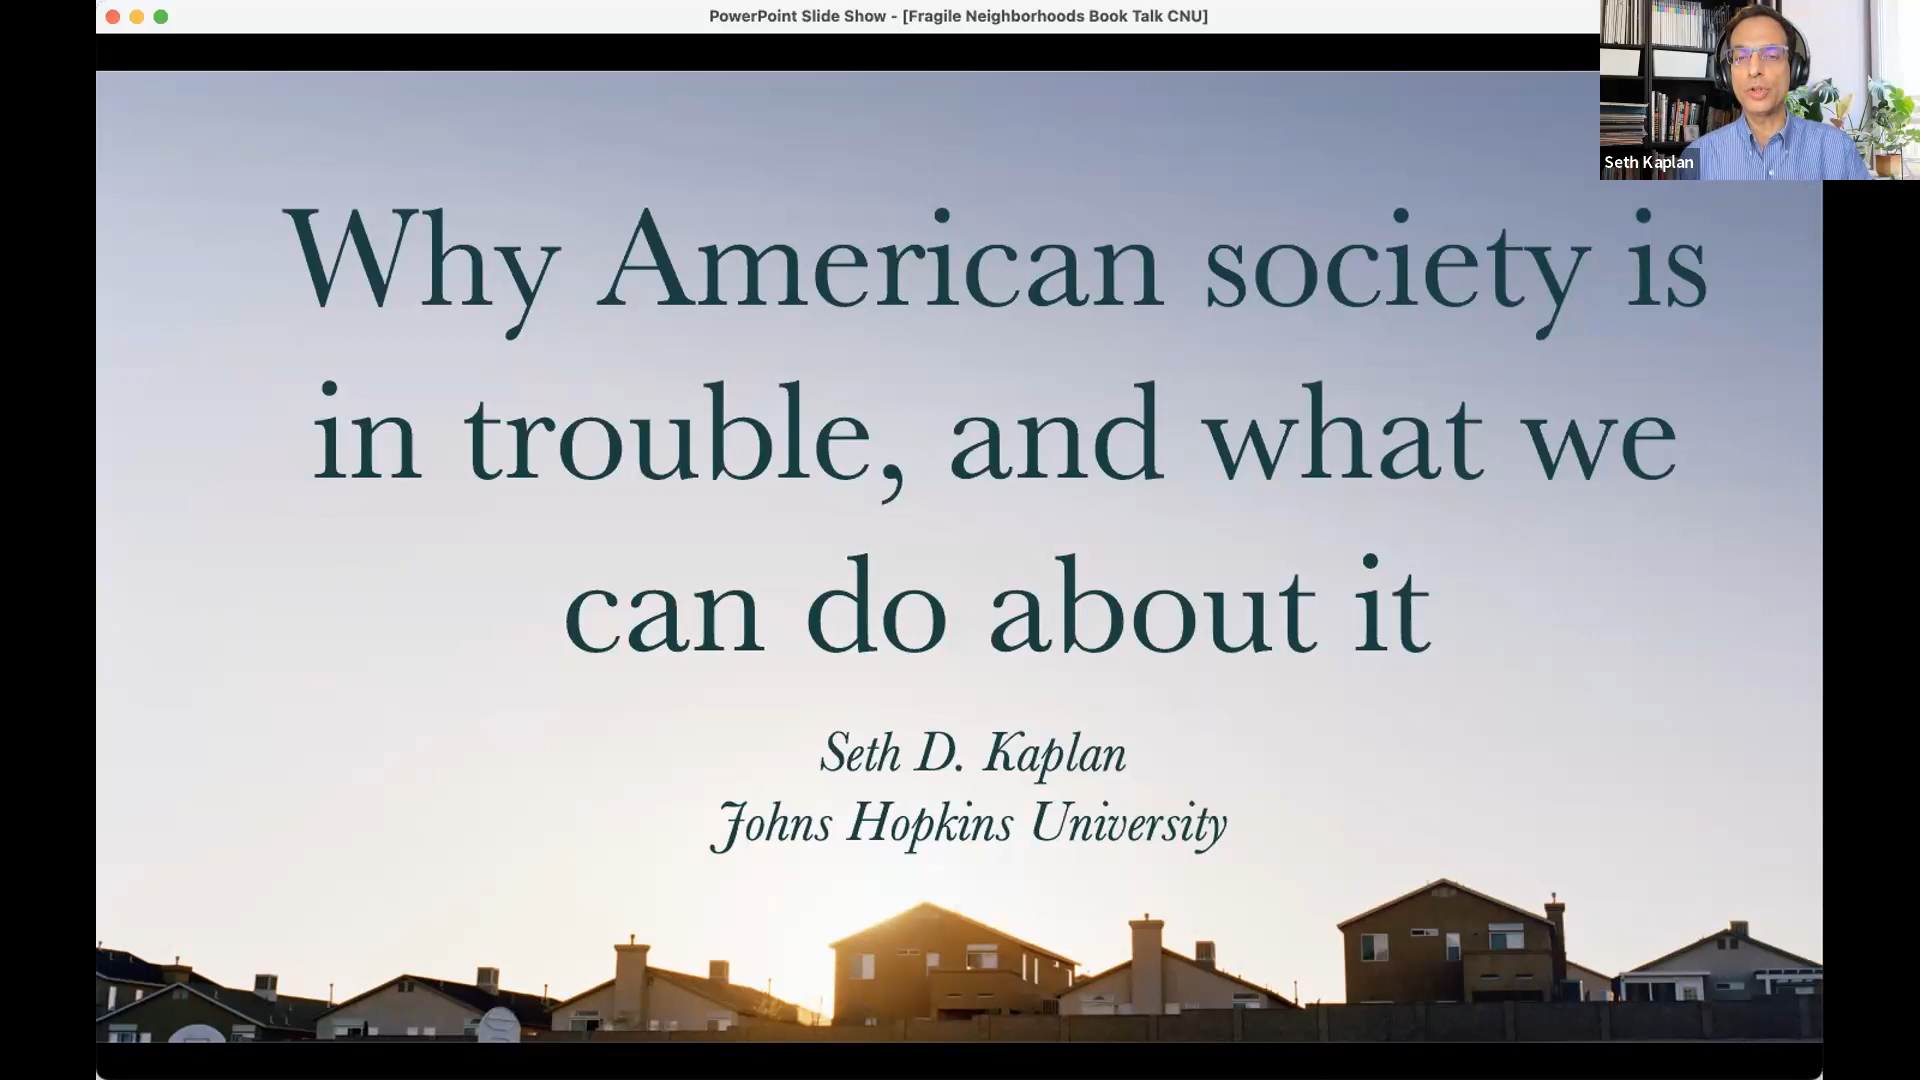 PowerPoint Slide Show - [Fragile Neighborhoods Book Talk CNU]
Seth Kaplan
Why American society is
in trouble, and what we
can do about it
Seth D. Kaplan
Johns Hopkins University